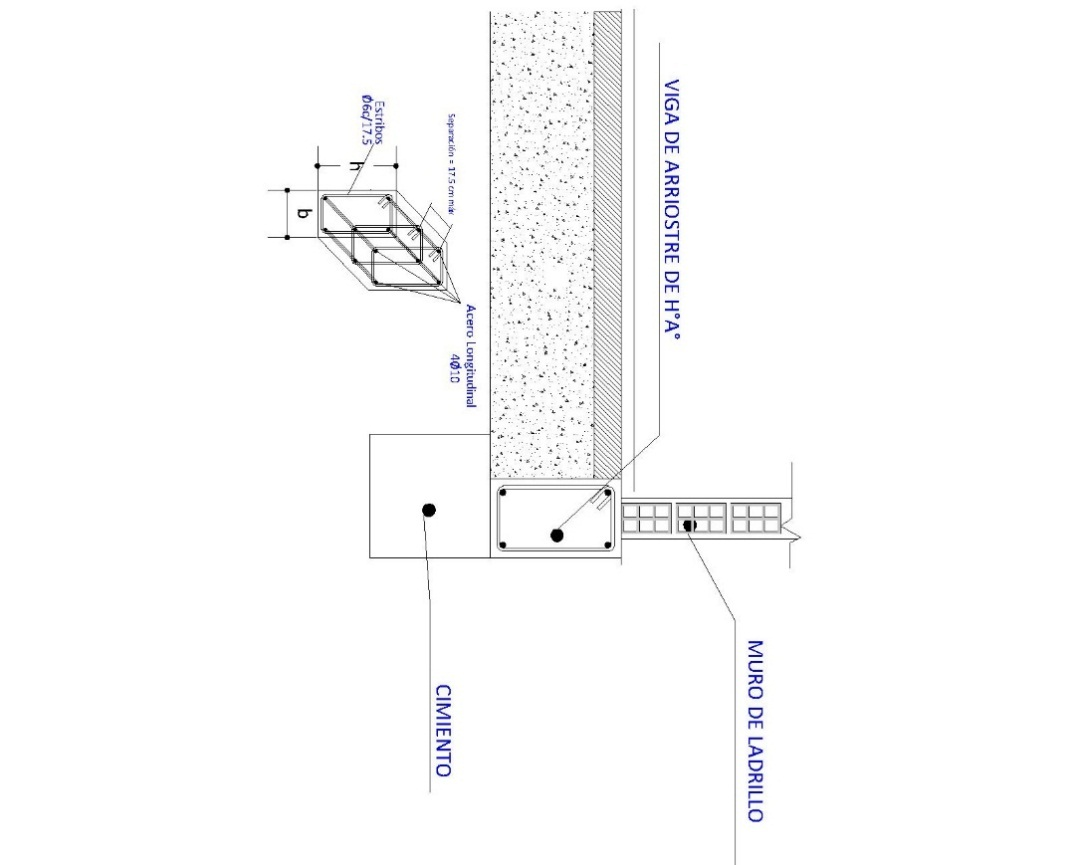 VIGA DE ARRIOSTRE DE H°A°
MURO DE LADRILLO
Separación = 17.5 cm máx
Estribos
Ø6c/17.5
h
b
Acero Longitudinal
4Ø10
CIMIENTO